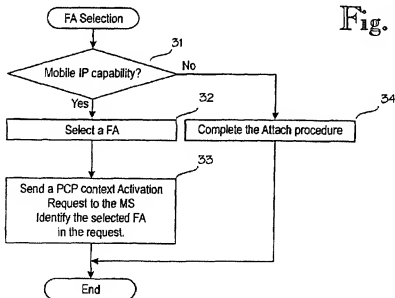 Fig.
FA Selection
31
Mobile IP capability?
No
Yes
32
34
Select a FA
Complete the Attach procedure
33
Send a PCP context Activation
Request to the MS
Identify the selected FA
in the request.
End